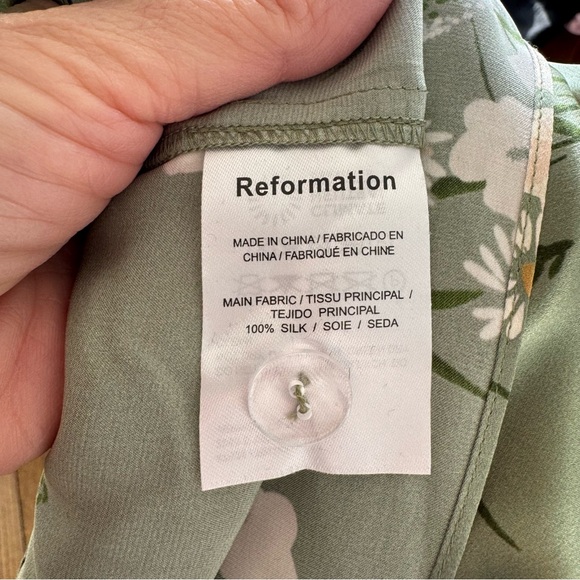 Reformation
MADE IN CHINA / FABRICADO EN
CHINA / FABRIQUÉ EN CHINE
MAIN FABRIC / TISSU PRINCIPAL /
TEJIDO PRINCIPAL
100% SILK / SOIE / SEDA